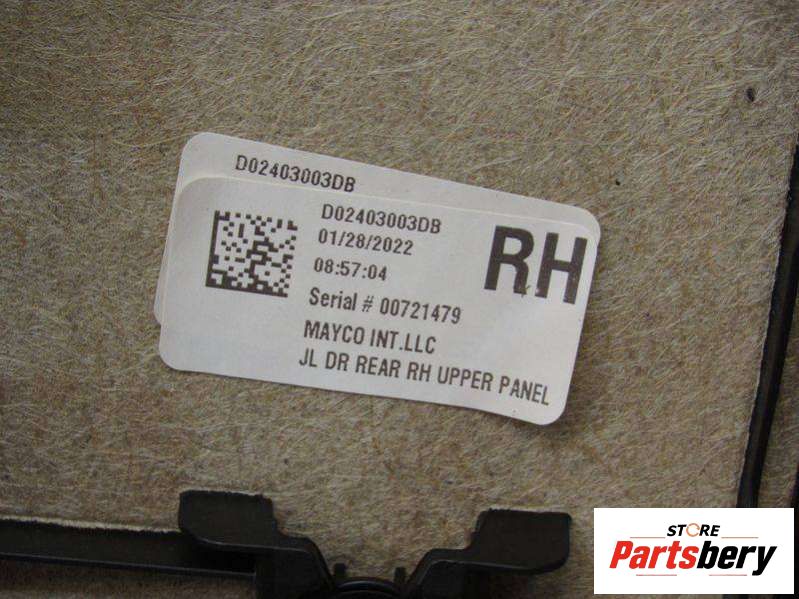 D02403003DB
D02403003DB
01/28/2022
08:57:04
RH
Serial # 00721479
MAYCO INT.LLC
JL DR REAR RH UPPER PANEL
STORE
Partsbery